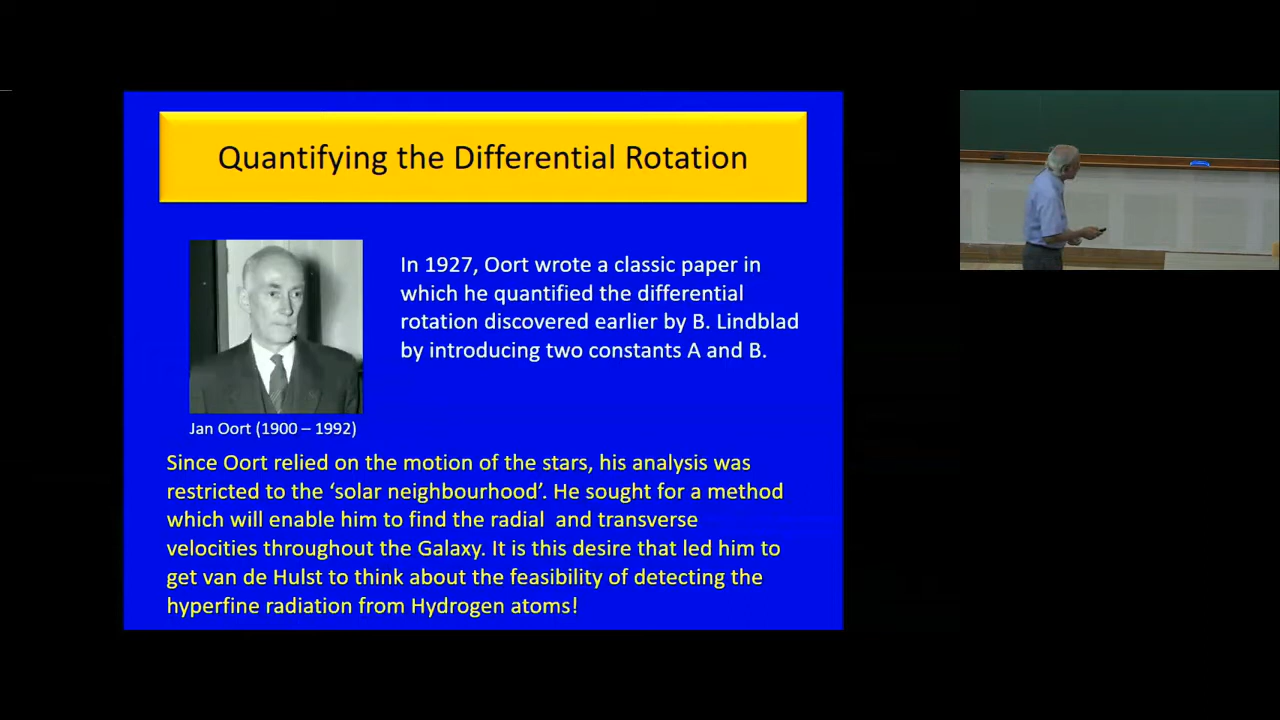 Quantifying the Differential Rotation
In 1927, Oort wrote a classic paper in
which he quantified the differential
rotation discovered earlier by B. Lindblad
by introducing two constants A and B.
Jan Oort (1900 – 1992)
Since Oort relied on the motion of the stars, his analysis was
restricted to the ‘solar neighbourhood’. He sought for a method
which will enable him to find the radial  and transverse
velocities throughout the Galaxy. It is this desire that led him to
get van de Hulst to think about the feasibility of detecting the
hyperfine radiation from Hydrogen atoms!